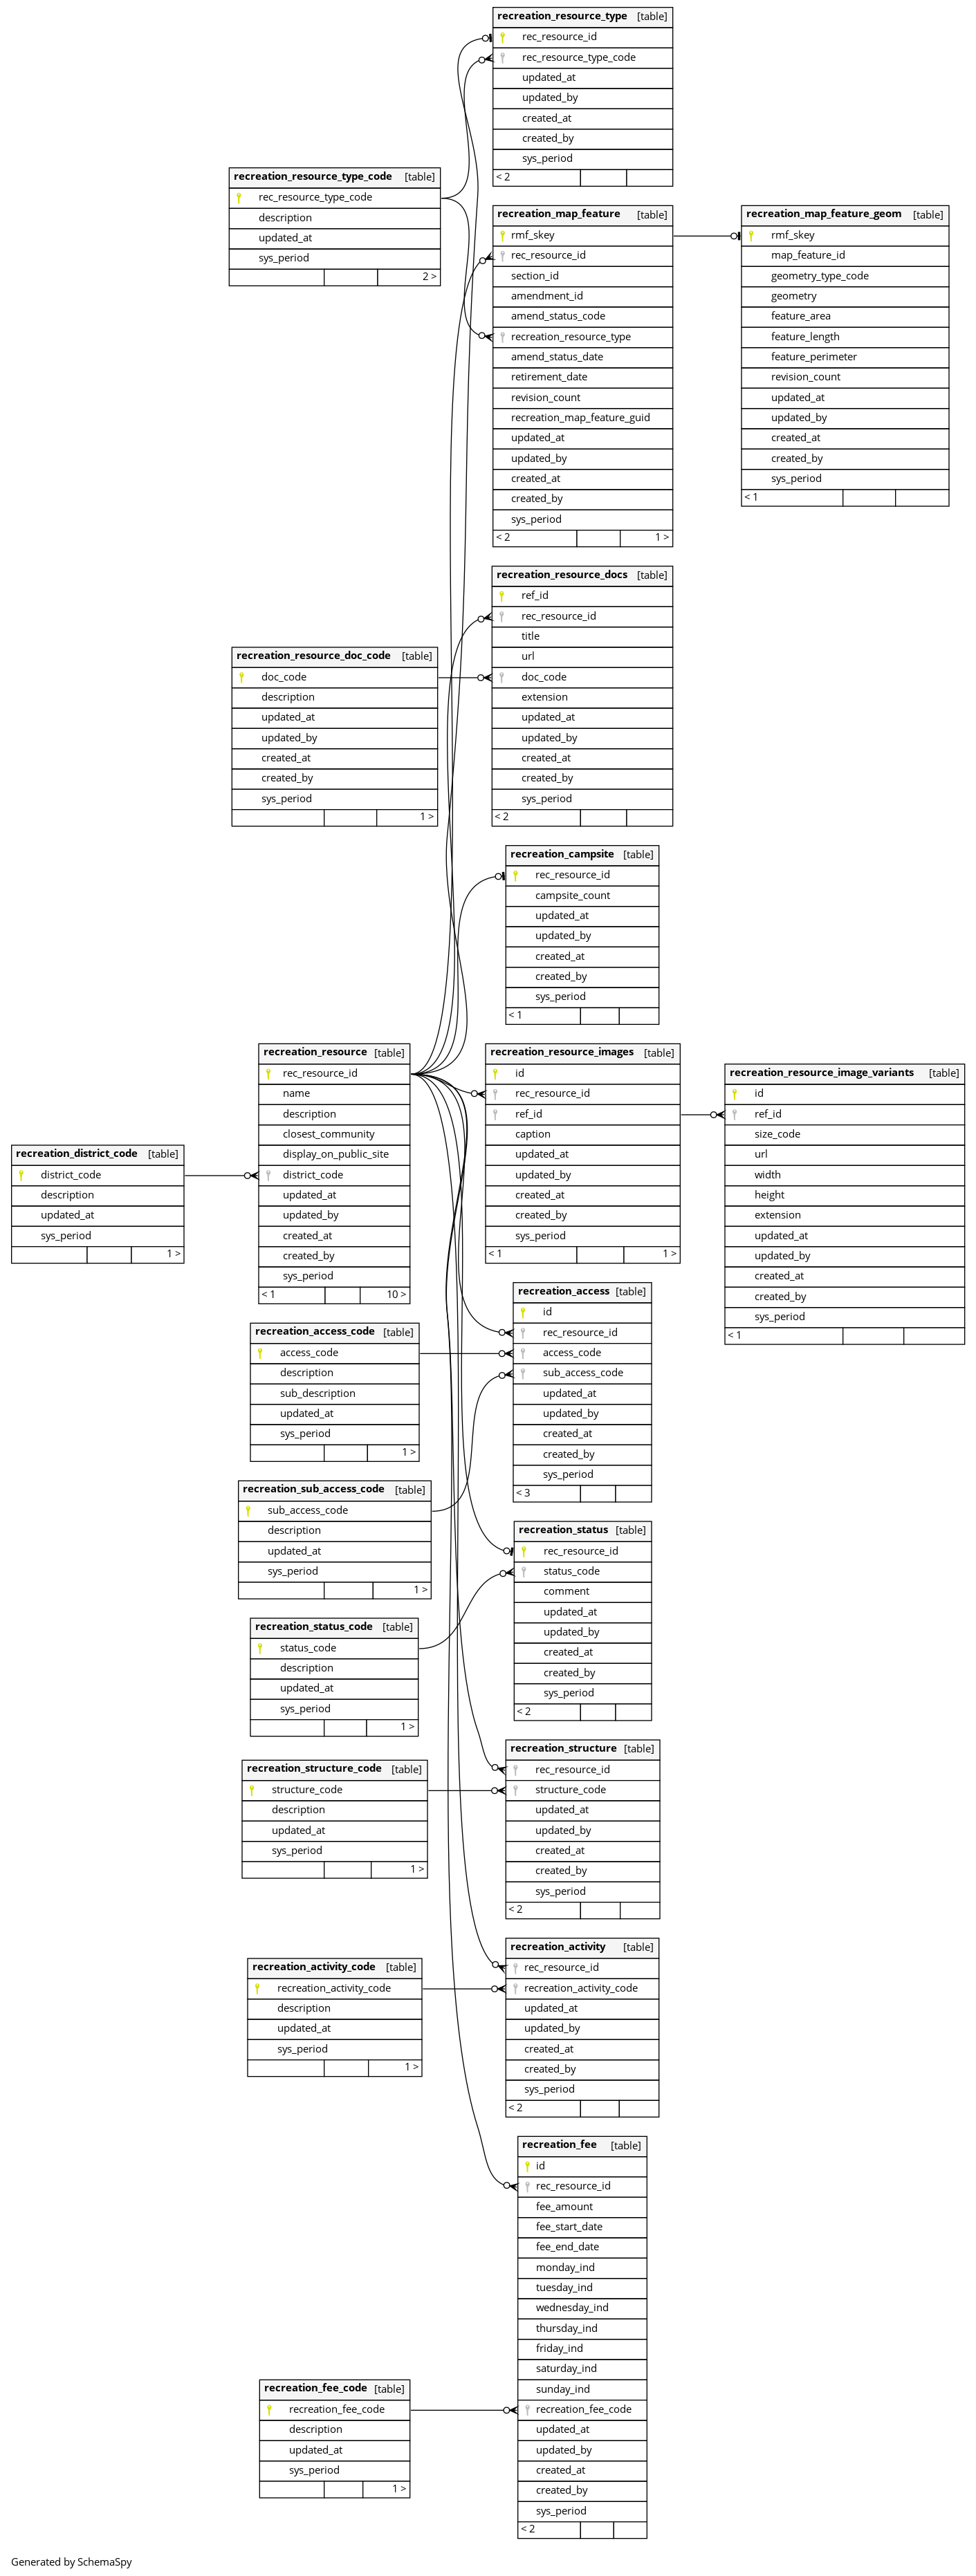 recreation_resource_type [table]
rec_resource_id
rec_resource_type_code
updated_at
updated_by
created_at
created_by
sys_period
< 2
recreation_resource_type_code [table]
rec_resource_type_code
description
updated_at
sys_period
2 >
recreation_map_feature [table]
rmf_skey
rec_resource_id
section_id
amendment_id
amend_status_code
recreation_resource_type
amend_status_date
retirement_date
revision_count
recreation_map_feature_guid
updated_at
updated_by
created_at
created_by
sys_period
< 2 1 >
recreation_map_feature_geom [table]
rmf_skey
map_feature_id
geometry_type_code
geometry
feature_area
feature_length
feature_perimeter
revision_count
updated_at
updated_by
created_at
created_by
sys_period
< 1
recreation_resource_docs [table]
ref_id
rec_resource_id
title
url
doc_code
extension
updated_at
updated_by
created_at
created_by
sys_period
< 2
recreation_resource_doc_code [table]
doc_code
description
updated_at
updated_by
created_at
created_by
sys_period
1 >
recreation_campsite [table]
rec_resource_id
campsite_count
updated_at
updated_by
created_at
created_by
sys_period
< 1
recreation_resource [table]
rec_resource_id
name
description
closest_community
display_on_public_site
district_code
updated_at
updated_by
created_at
created_by
sys_period
< 1 10 >
recreation_resource_images [table]
id
rec_resource_id
ref_id
caption
updated_at
updated_by
created_at
created_by
sys_period
< 1 1 >
recreation_resource_image_variants [table]
id
ref_id
size_code
url
width
height
extension
updated_at
updated_by
created_at
created_by
sys_period
< 1
recreation_district_code [table]
district_code
description
updated_at
sys_period
1 >
recreation_access [table]
id
rec_resource_id
access_code
sub_access_code
updated_at
updated_by
created_at
created_by
sys_period
< 3
recreation_access_code [table]
access_code
description
sub_description
updated_at
sys_period
1 >
recreation_sub_access_code [table]
sub_access_code
description
updated_at
sys_period
1 >
recreation_status [table]
rec_resource_id
status_code
comment
updated_at
updated_by
created_at
created_by
sys_period
< 2
recreation_status_code [table]
status_code
description
updated_at
sys_period
1 >
recreation_structure [table]
rec_resource_id
structure_code
updated_at
updated_by
created_at
created_by
sys_period
< 2
recreation_structure_code [table]
structure_code
description
updated_at
sys_period
1 >
recreation_activity [table]
rec_resource_id
recreation_activity_code
updated_at
updated_by
created_at
created_by
sys_period
< 2
recreation_activity_code [table]
recreation_activity_code
description
updated_at
sys_period
1 >
recreation_fee [table]
id
rec_resource_id
fee_amount
fee_start_date
fee_end_date
monday_ind
tuesday_ind
wednesday_ind
thursday_ind
friday_ind
saturday_ind
sunday_ind
recreation_fee_code
updated_at
updated_by
created_at
created_by
sys_period
< 2
recreation_fee_code [table]
recreation_fee_code
description
updated_at
sys_period
1 >
Generated by SchemaSpy